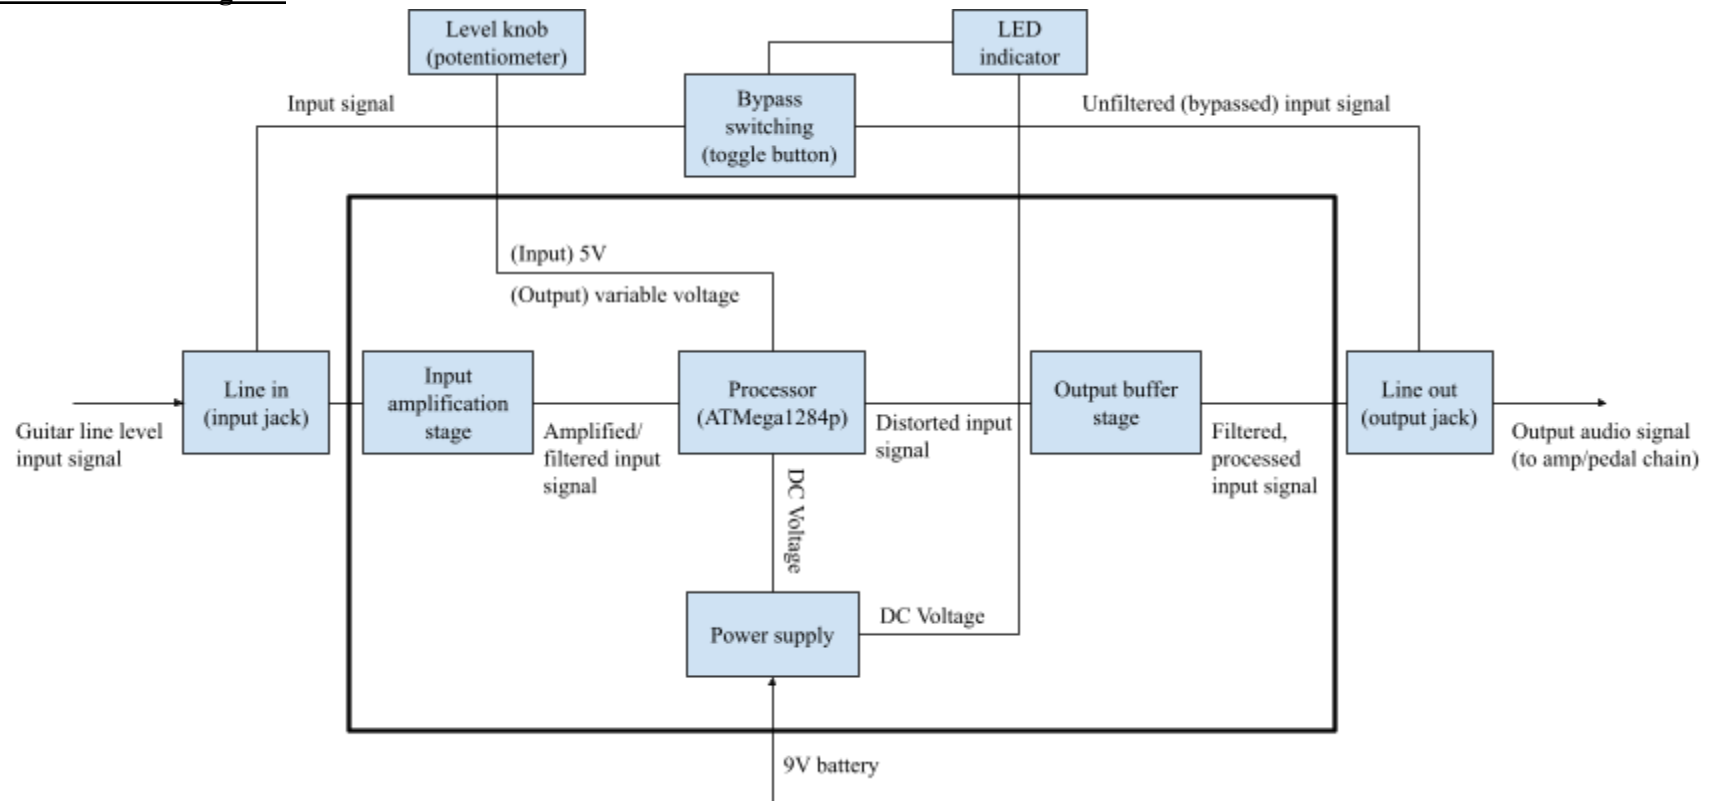 Level knob
(potentiometer)
LED
indicator
Input signal
Bypass
switching
(toggle button)
Unfiltered (bypassed) input signal
(Input) 5V
(Output) variable voltage
Guitar line level
input signal
Line in
(input jack)
Input
amplification
stage
Amplified/
filtered input
signal
Processor
(ATMega1284p)
Distorted input
signal
Output buffer
stage
Filtered,
processed
input signal
Line out
(output jack)
Output audio signal
(to amp/pedal chain)
DC Voltage
Power supply
DC Voltage
9V battery